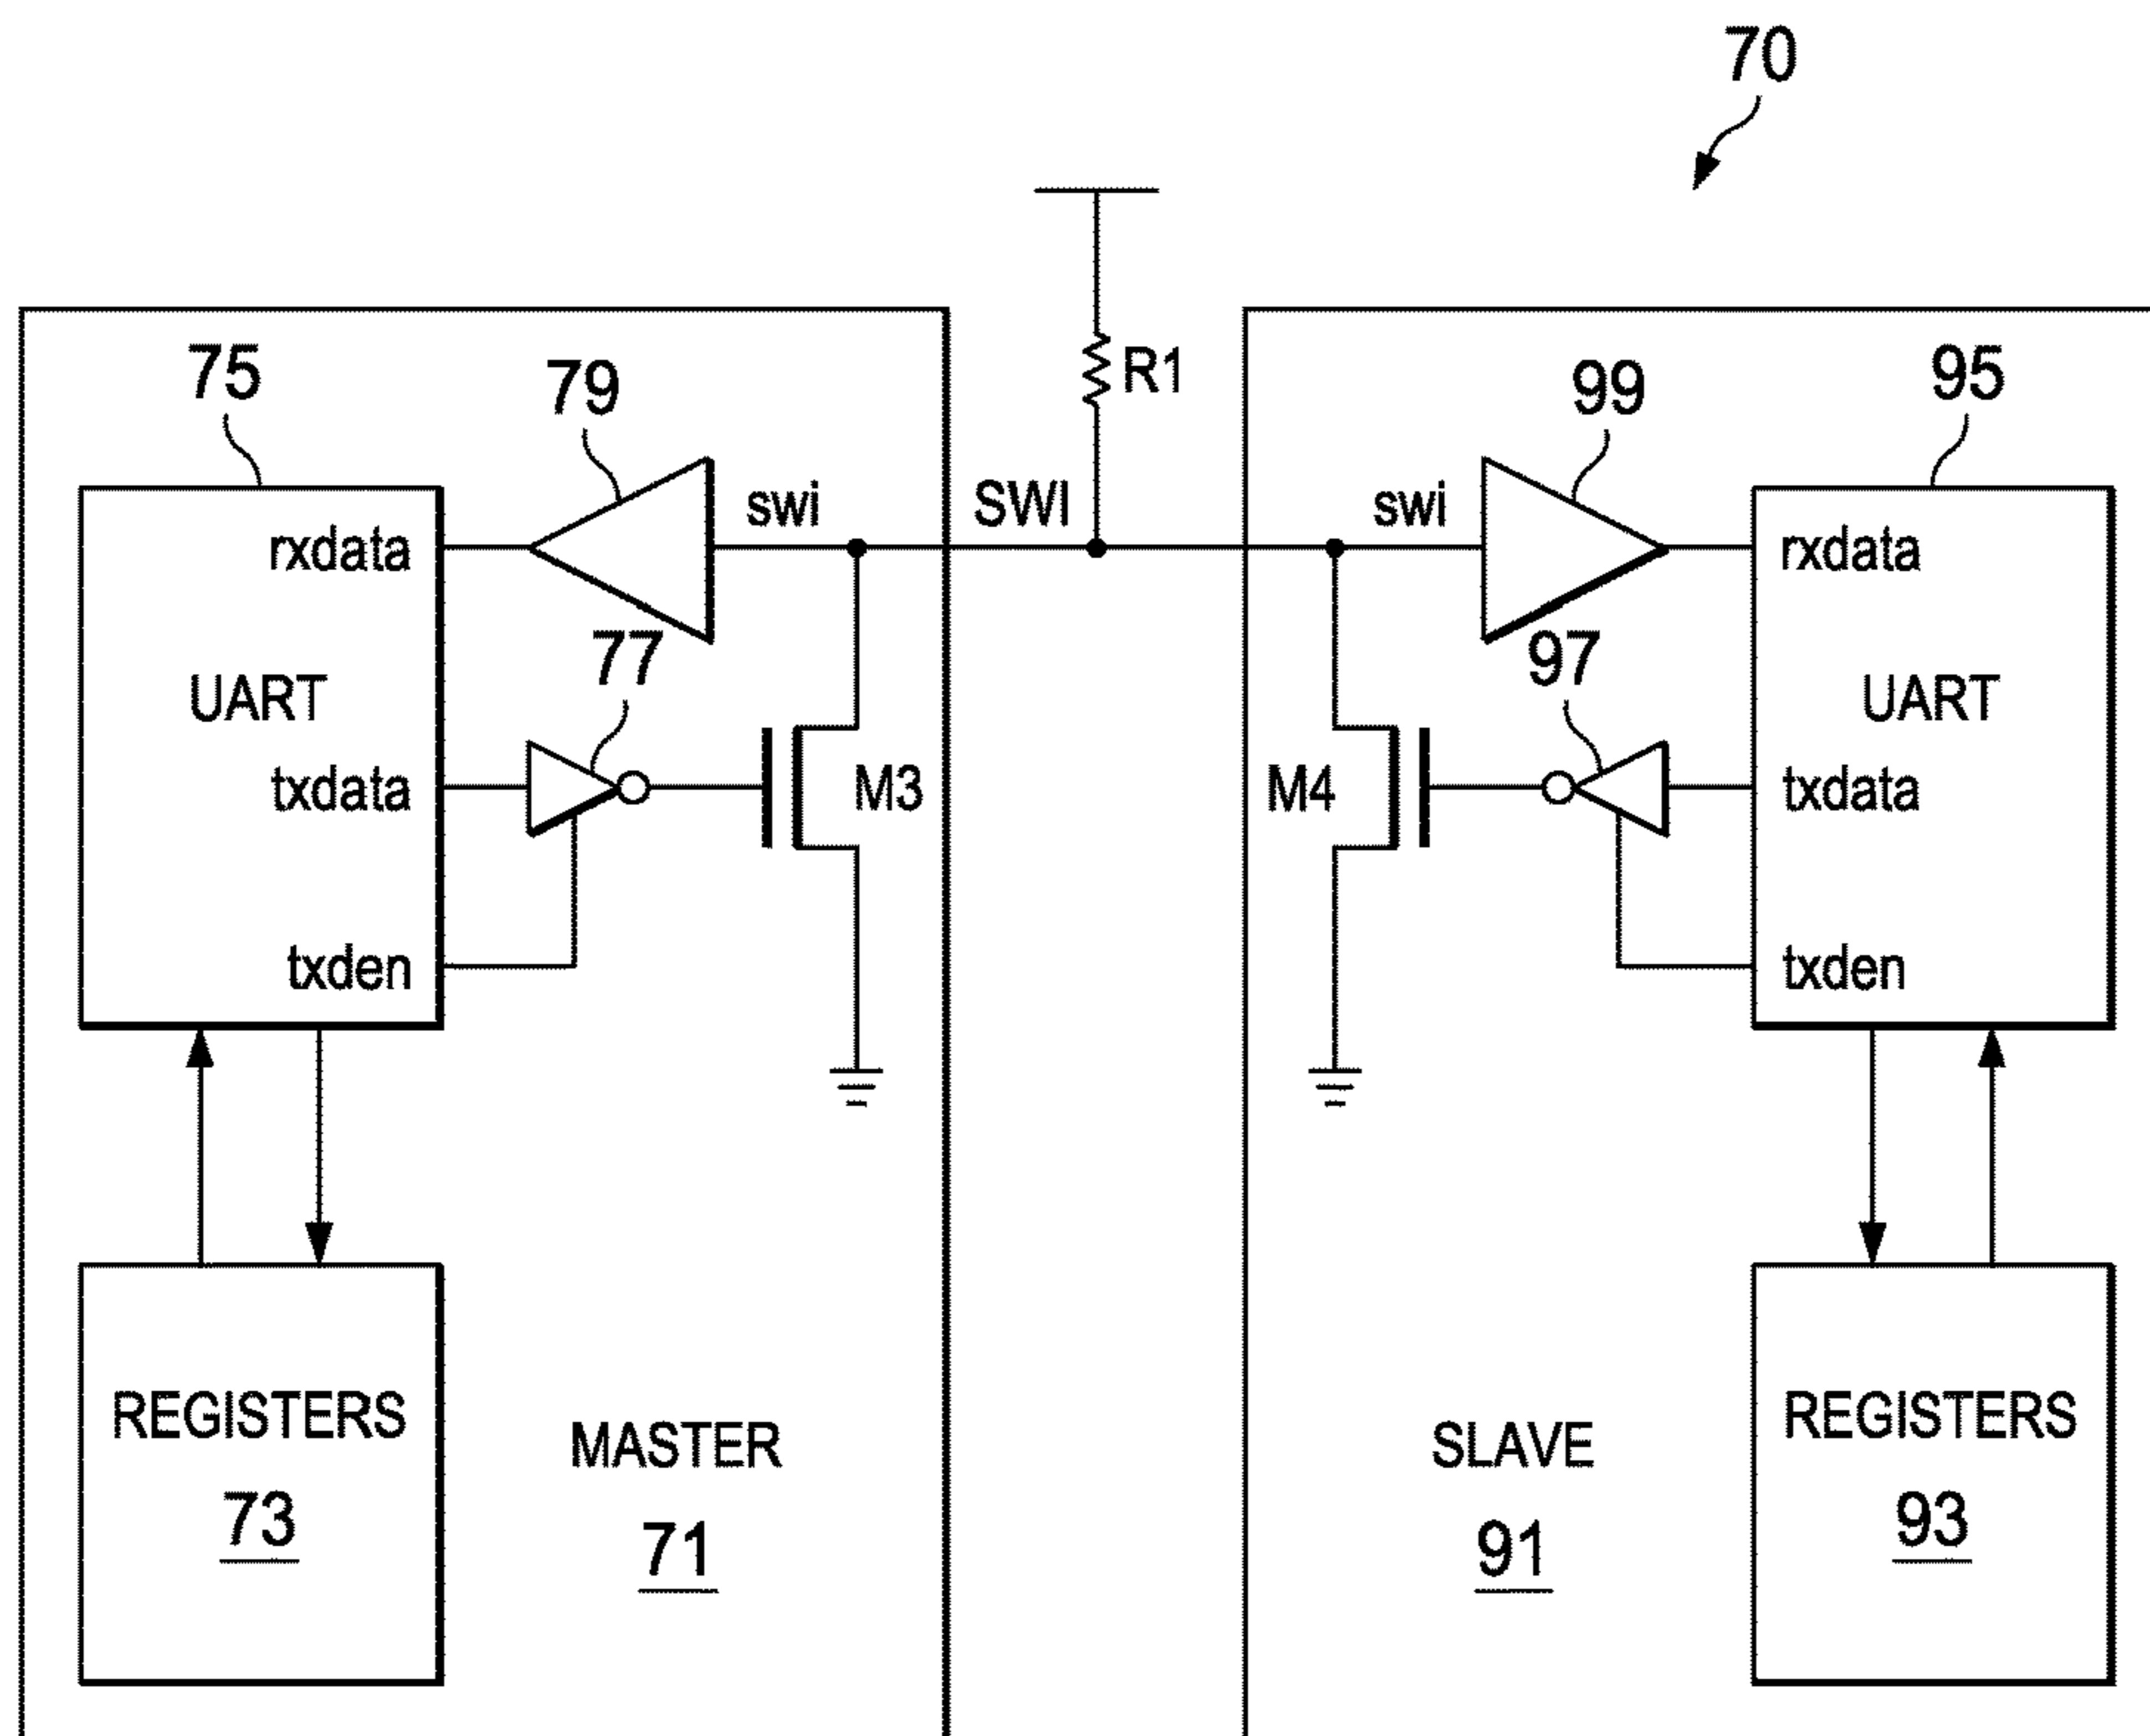 70
R1
75
79
99
95
swi
SWI
swi
rxdata
rxdata
77
97
UART
UART
txdata
M3
M4
txdata
txden
txden
REGISTERS
73
MASTER
71
SLAVE
91
REGISTERS
93